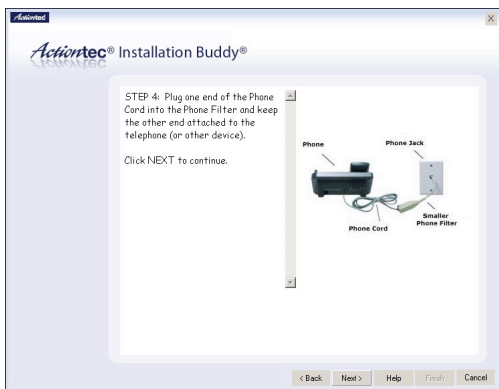 Actiontec
Actiontec® Installation Buddy®
STEP 4: Plug one end of the Phone
Cord into the Phone Filter and keep
the other end attached to the
telephone (or other device).
Click NEXT to continue.
Phone
Phone Jack
Phone Cord
Smaller
Phone Filter
< Back
Next >
Help
Finish
Cancel